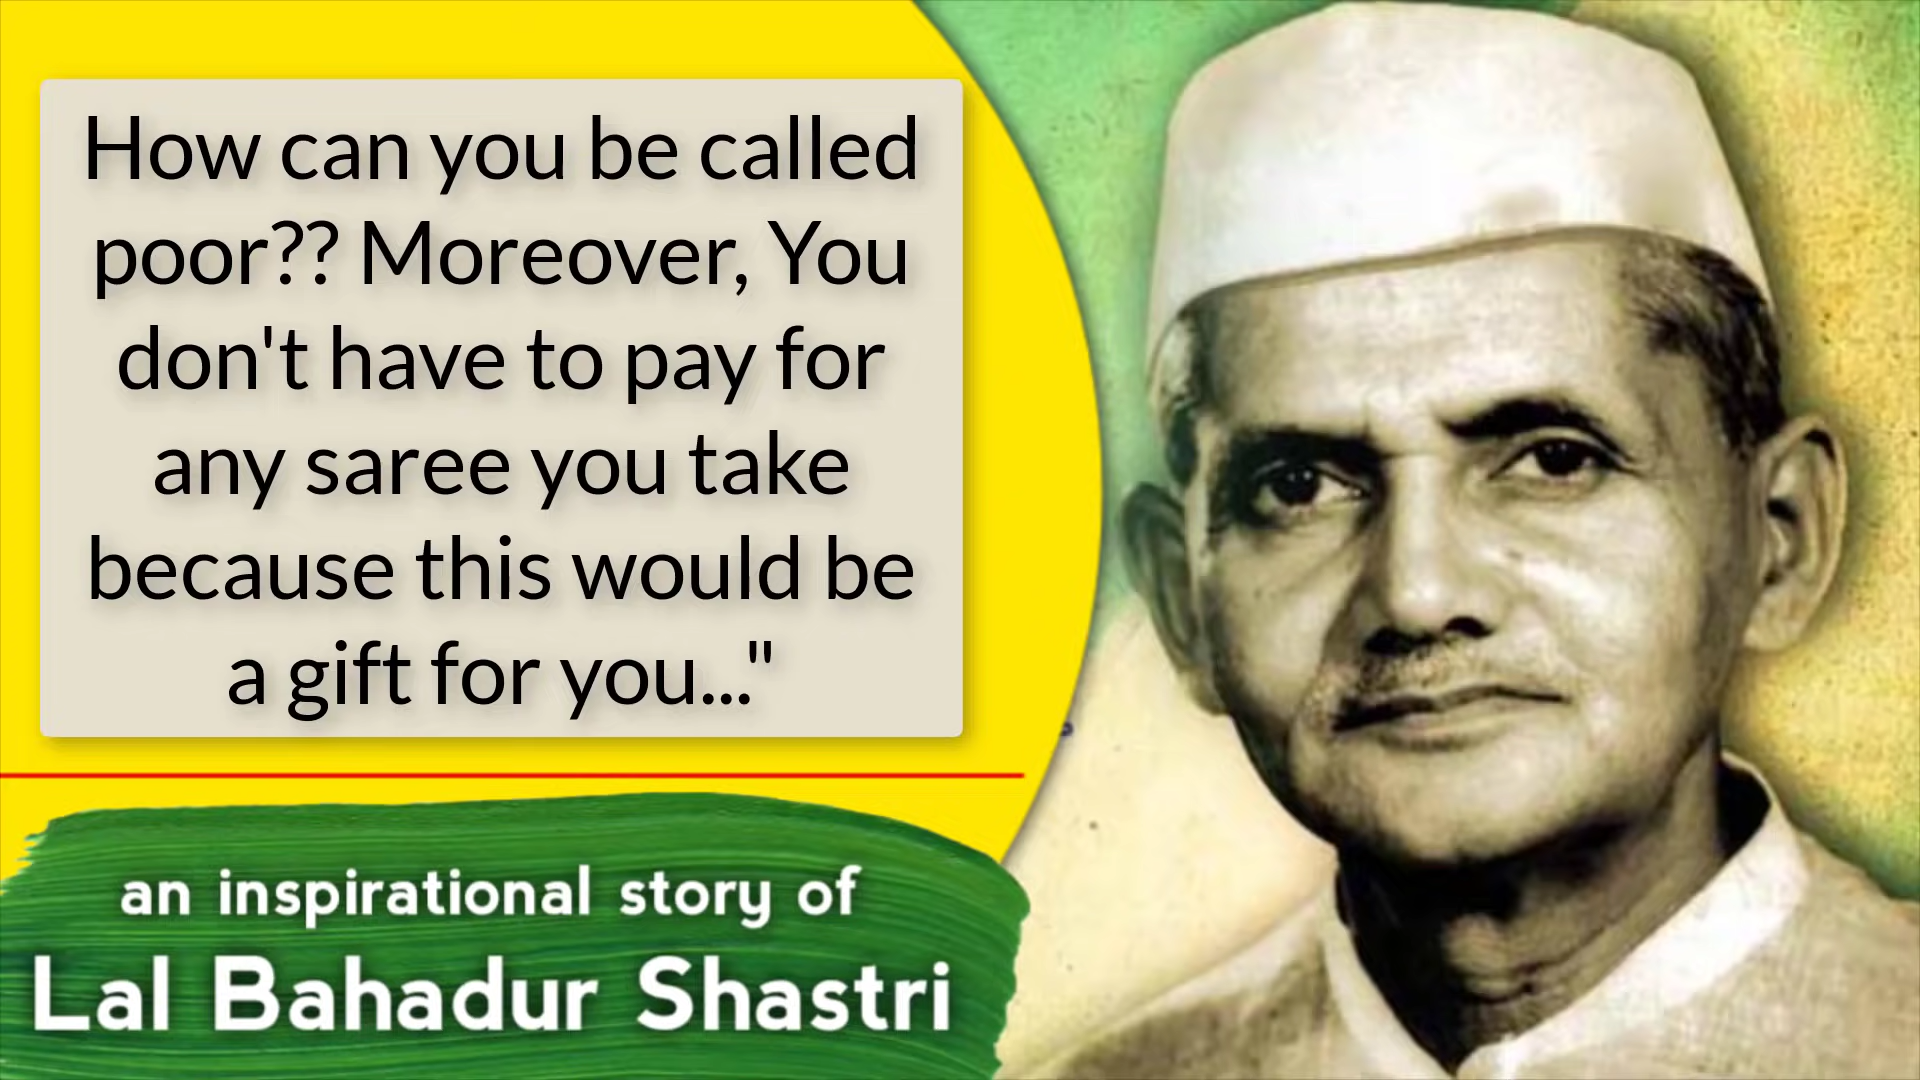 How can you be called
poor?? Moreover, You
don't have to pay for
any saree you take
because this would be
a gift for you..."
an inspirational story of
Lal Bahadur Shastri